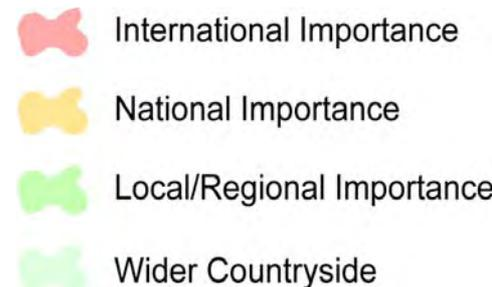 International Importance
National Importance
Local/Regional Importance
Wider Countryside